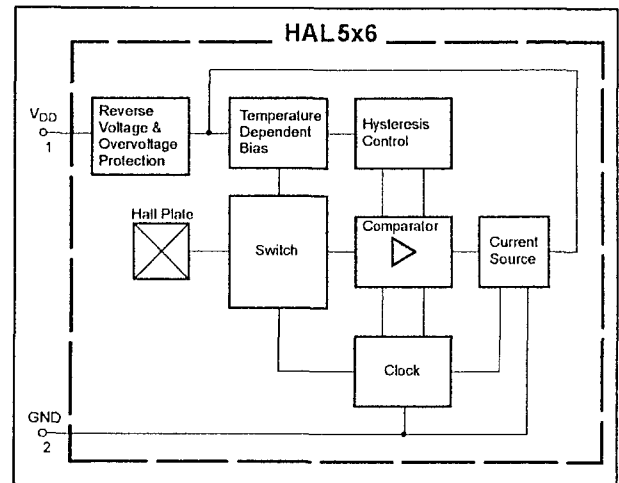 HAL5x6
VDD
1
Reverse
Voltage &
Overvoltage
Protection
Temperature
Dependent
Bias
Hysteresis
Control
Hall Plate
Switch
Comparator
Current
Source
Clock
GND
2